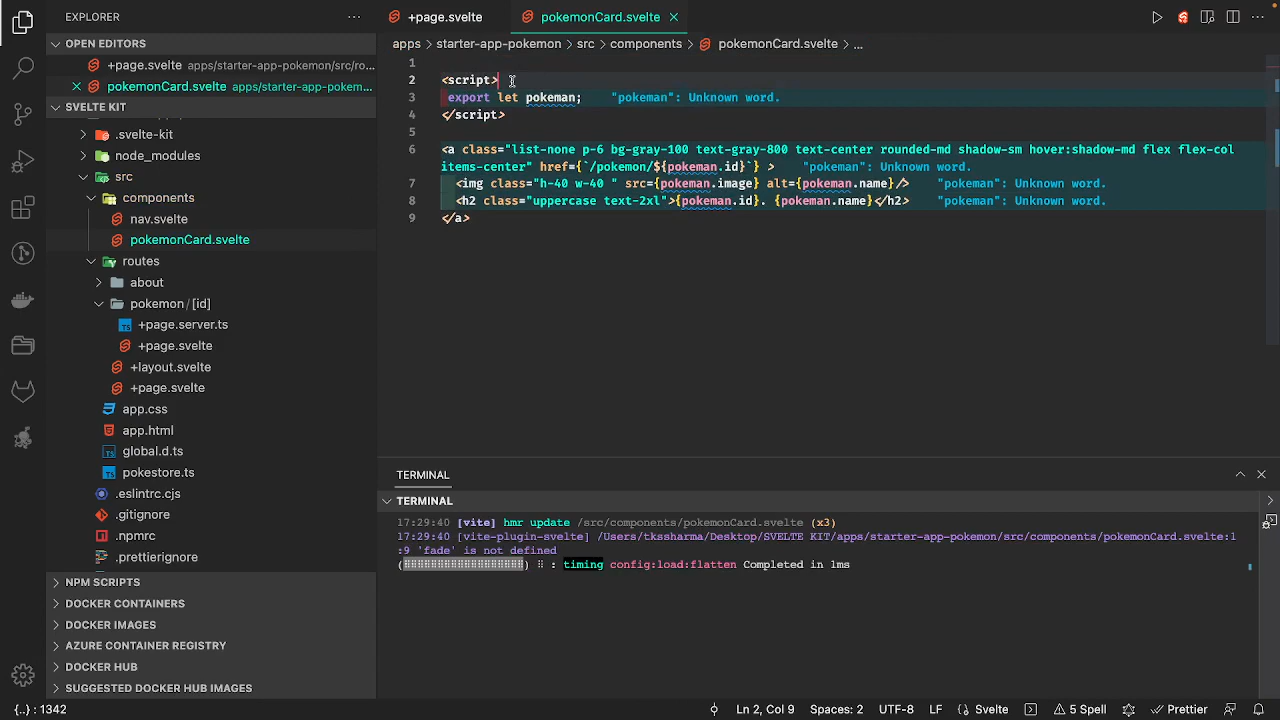 EXPLORER
OPEN EDITORS
+page.svelte apps/starter-app-pokemon/src/ro...
pokemonCard.svelte apps/starter-app-pokem...
SVELTE KIT
.svelte-kit
node_modules
src
components
nav.svelte
pokemonCard.svelte
routes
about
pokemon/[id]
+page.server.ts
+page.svelte
+layout.svelte
+page.svelte
app.css
app.html
global.d.ts
pokestore.ts
.eslintrc.cjs
.gitignore
.npmrc
.prettierignore
NPM SCRIPTS
DOCKER CONTAINERS
DOCKER IMAGES
AZURE CONTAINER REGISTRY
DOCKER HUB
SUGGESTED DOCKER HUB IMAGES
+page.svelte pokemonCard.svelte
apps > starter-app-pokemon > src > components > pokemonCard.svelte > ...
1
2 <script>
3 export let pokeman; "pokeman": Unknown word.
4 </script>
5
6 <a class="list-none p-6 bg-gray-100 text-gray-800 text-center rounded-md shadow-sm hover:shadow-md flex flex-col
items-center" href={`/pokemon/${pokeman.id}`} > "pokeman": Unknown word.
7 <img class="h-40 w-40 " src={pokeman.image} alt={pokeman.name}/> "pokeman": Unknown word.
8 <h2 class="uppercase text-2xl">{pokeman.id}. {pokeman.name}</h2> "pokeman": Unknown word.
9 </a>
TERMINAL
TERMINAL
17:29:40 [vite] hmr update /src/components/pokemonCard.svelte (x3)
17:29:40 [vite-plugin-svelte] /Users/tkssharma/Desktop/SVELTE KIT/apps/starter-app-pokemon/src/components/pokemonCard.svelte:1
:9 'fade' is not defined
(⠿⠿⠿⠿⠿⠿⠿⠿⠿⠿⠿⠿⠿⠿⠿⠿⠿⠿) ⠿ : timing config:load:flatten Completed in 1ms
{..} : 1342 Ln 2, Col 9 Spaces: 2 UTF-8 LF {} Svelte 5 Spell Prettier